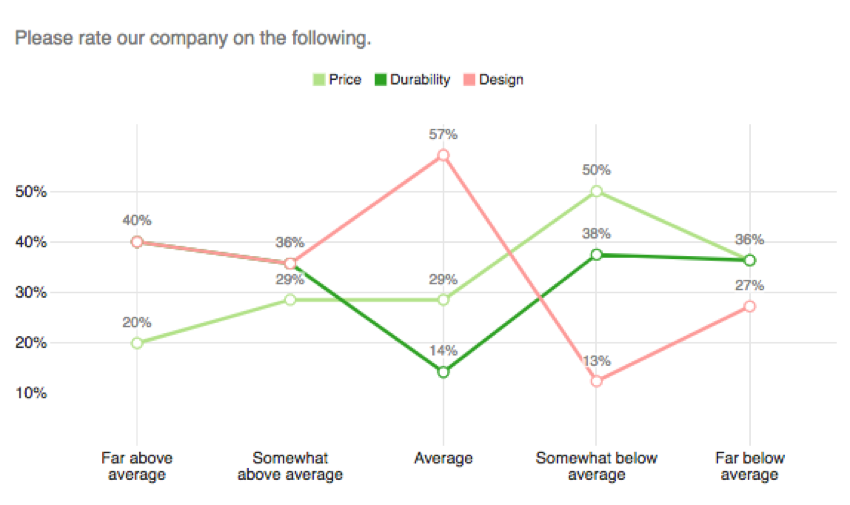 Please rate our company on the following.
Price Durability Design
57%
50%
50%
40%
36%
38%
36%
40%
29%
29%
27%
30%
20%
14%
13%
20%
10%
Far above average
Somewhat above average
Average
Somewhat below average
Far below average